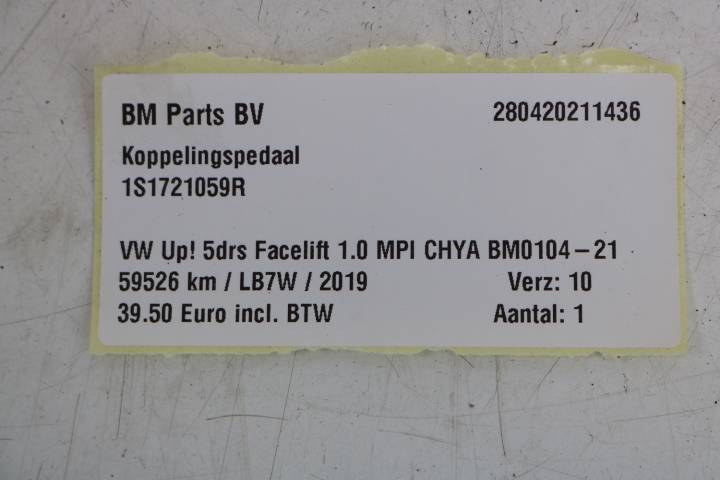 BM Parts BV 280420211436
Koppelingspedaal
1S1721059R
VW Up! 5drs Facelift 1.0 MPI CHYA BM0104-21
59526 km / LB7W / 2019 Verz: 10
39.50 Euro incl. BTW Aantal: 1